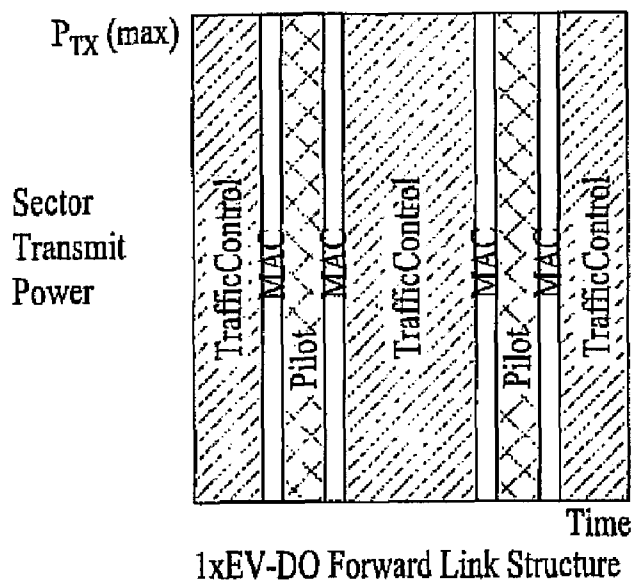 P_TX (max)
Sector
Transmit
Power
TrafficControl
MAC
Pilot
MAC
TrafficControl
MAC
Pilot
MAC
TrafficControl
Time
1xEV-DO Forward Link Structure